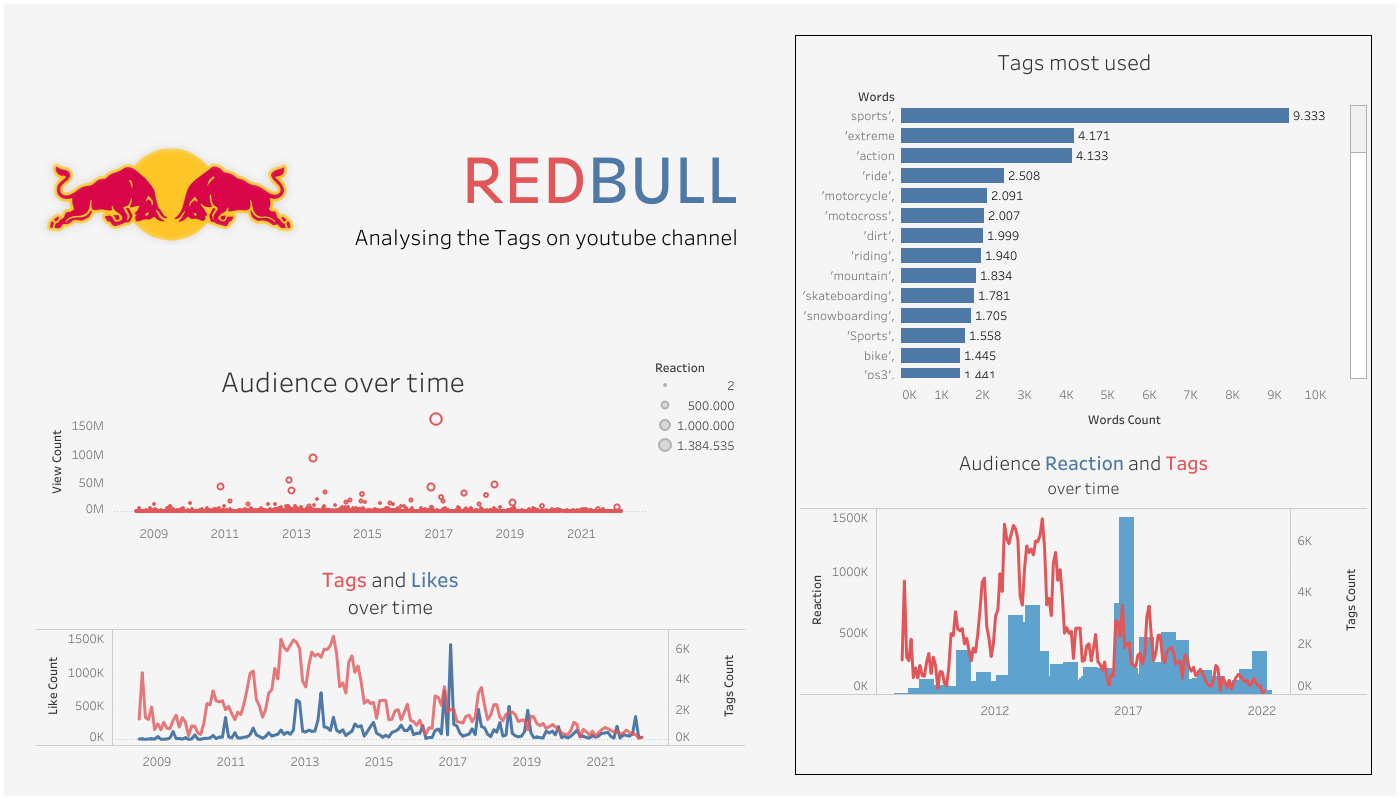 REDBULL
Analysing the Tags on youtube channel
Audience over time
Reaction
2
500.000
1.000.000
1.384.535
View Count
150M
100M
50M
0M
2009 2011 2013 2015 2017 2019 2021
Tags and Likes
over time
Like Count
1500K
1000K
500K
0K
6K
4K
2K
0K
Tags Count
2009 2011 2013 2015 2017 2019 2021
Tags most used
Words
sports', 9.333
'extreme 4.171
'action 4.133
'ride', 2.508
'motorcycle', 2.091
'motocross', 2.007
'dirt', 1.999
'riding', 1.940
'mountain', 1.834
'skateboarding', 1.781
'snowboarding', 1.705
'Sports', 1.558
bike', 1.445
'ps3', 1.441
0K 1K 2K 3K 4K 5K 6K 7K 8K 9K 10K
Words Count
Audience Reaction and Tags
over time
Reaction
1500K
1000K
500K
0K
6K
4K
2K
0K
Tags Count
2012 2017 2022